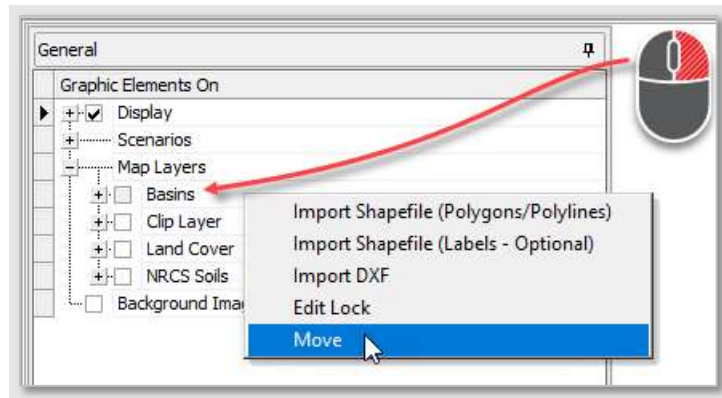 General
Graphic Elements On
Display
Scenarios
Map Layers
Basins
Clip Layer
Land Cover
NRCS Soils
Background Ima
Import Shapefile (Polygons/Polylines)
Import Shapefile (Labels - Optional)
Import DXF
Edit Lock
Move